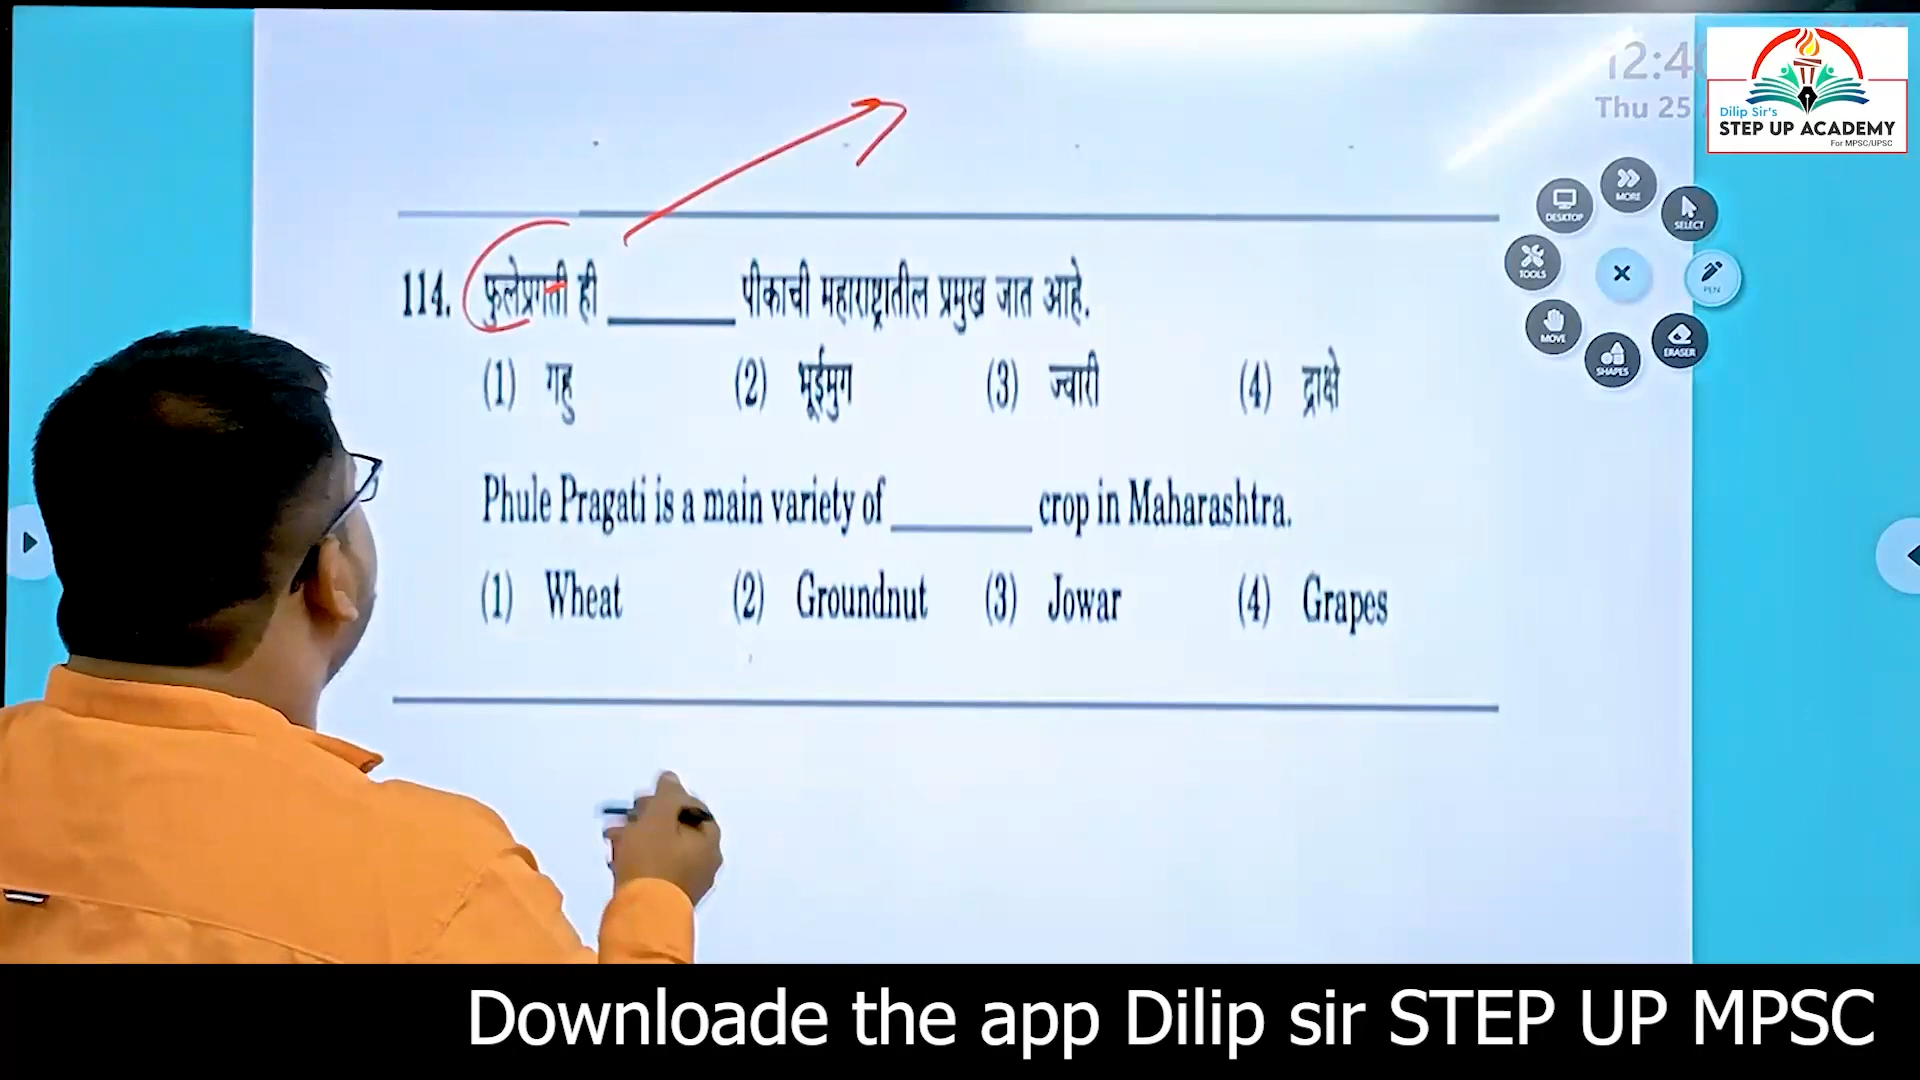 12:40
Thu 25
Dilip Sir's
STEP UP ACADEMY
For MPSC/UPSC
MORE
DESKTOP
SELECT
TOOLS
PEN
MOVE
ERASER
SHAPES
114. फुलेप्रगती ही ______ पीकाची महाराष्ट्रातील प्रमुख जात आहे.
(1) गहु (2) भूईमुग (3) ज्वारी (4) द्राक्षे
Phule Pragati is a main variety of ______ crop in Maharashtra.
(1) Wheat (2) Groundnut (3) Jowar (4) Grapes
Downloade the app Dilip sir STEP UP MPSC